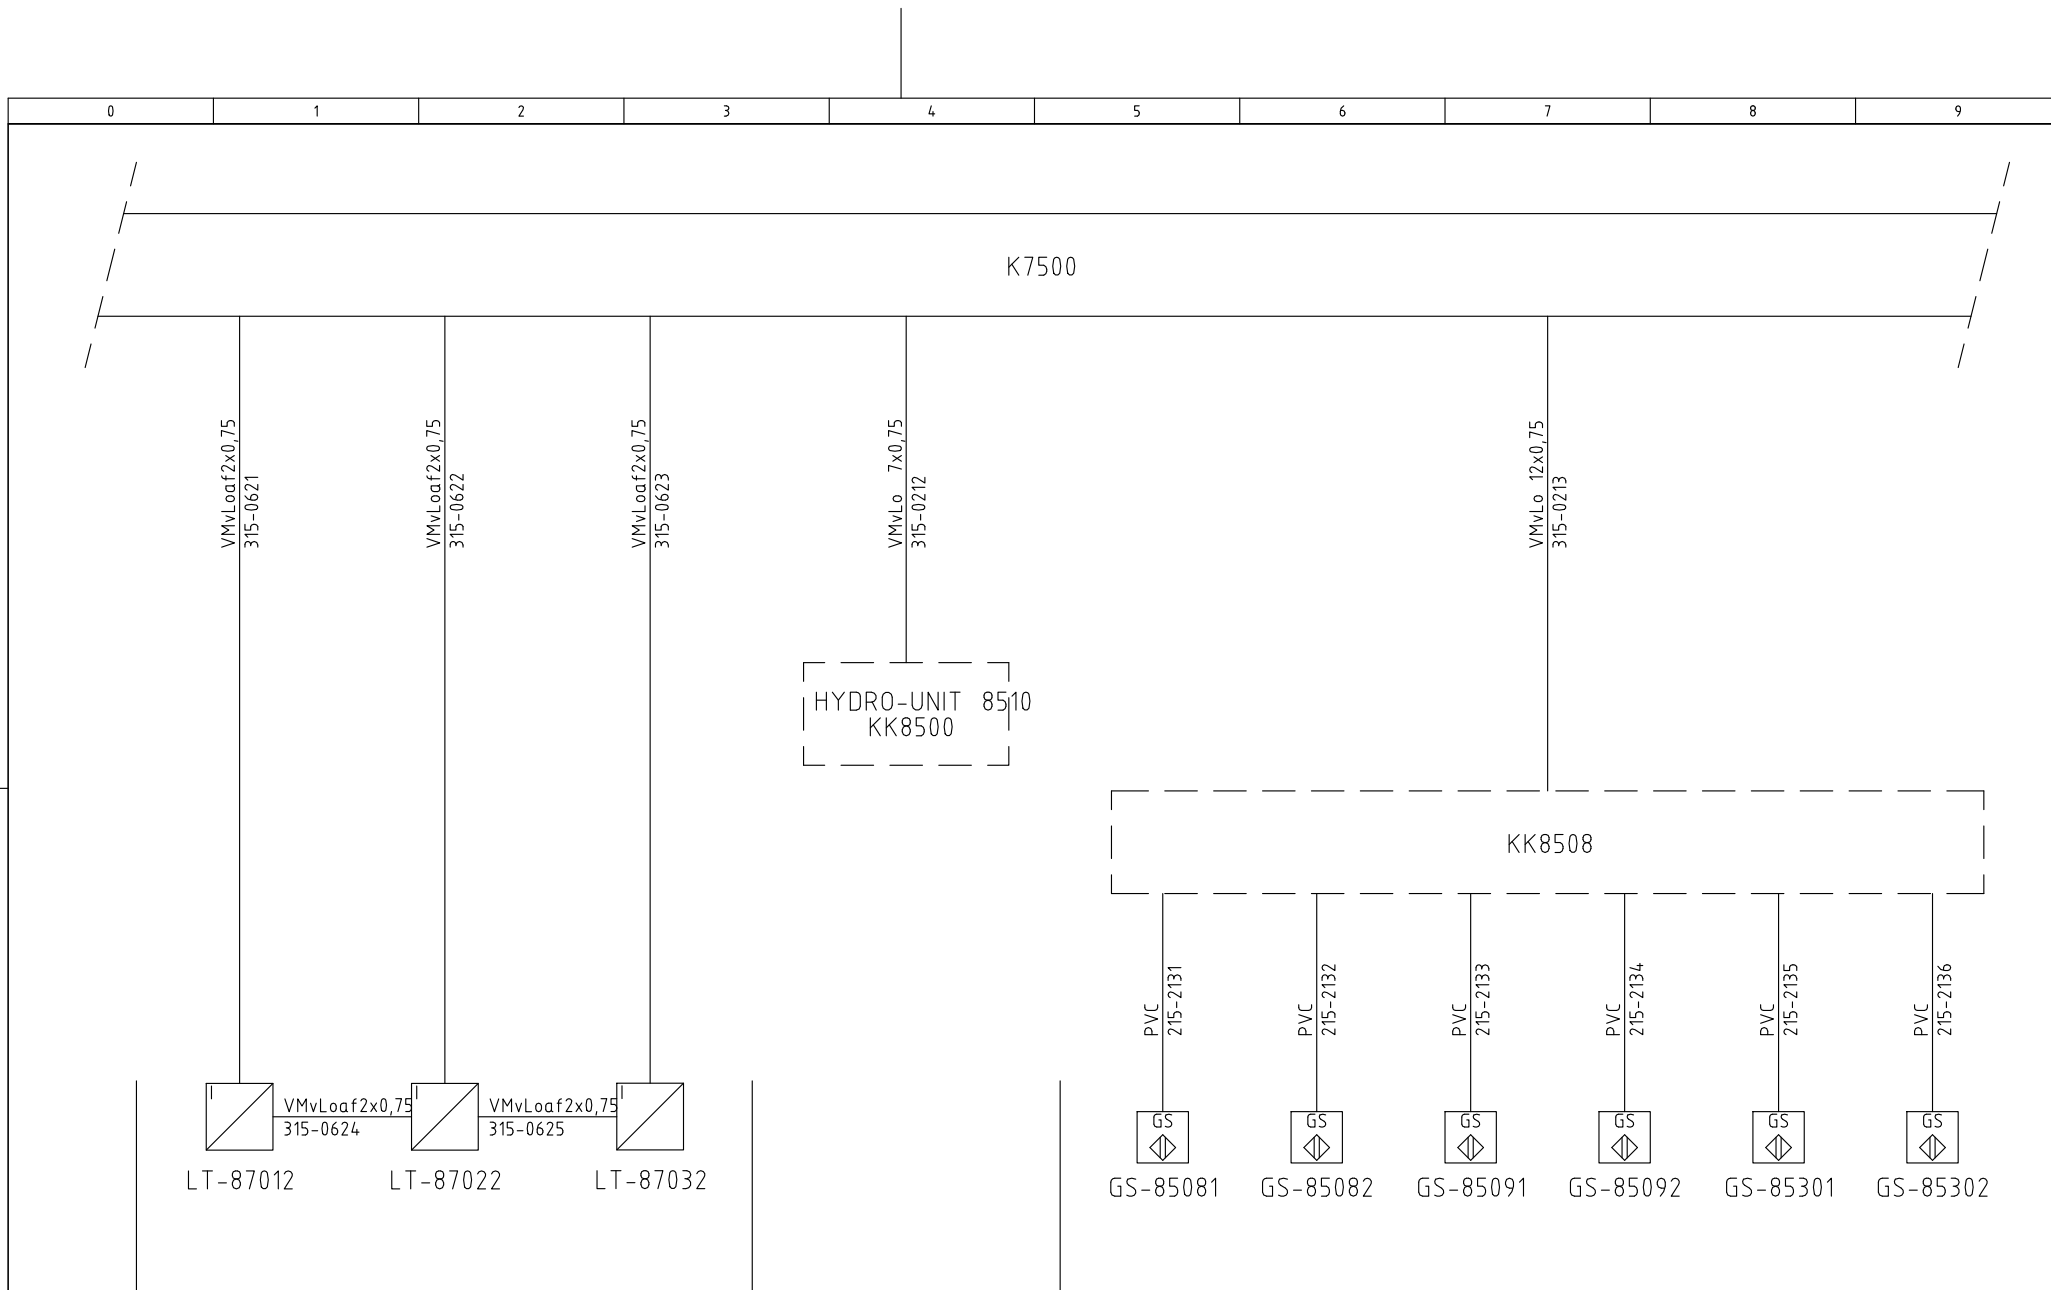 0 1 2 3 4 5 6 7 8 9
K7500
VMvLoaf2x0,75
315-0621
VMvLoaf2x0,75
315-0622
VMvLoaf2x0,75
315-0623
VMvLo 7x0,75
315-0212
VMvLo 12x0,75
315-0213
HYDRO-UNIT 8510
KK8500
KK8508
PVC
215-2131
PVC
215-2132
PVC
215-2133
PVC
215-2134
PVC
215-2135
PVC
215-2136
VMvLoaf2x0,75
315-0624
VMvLoaf2x0,75
315-0625
LT-87012
LT-87022
LT-87032
GS
GS
GS
GS
GS
GS
GS-85081
GS-85082
GS-85091
GS-85092
GS-85301
GS-85302